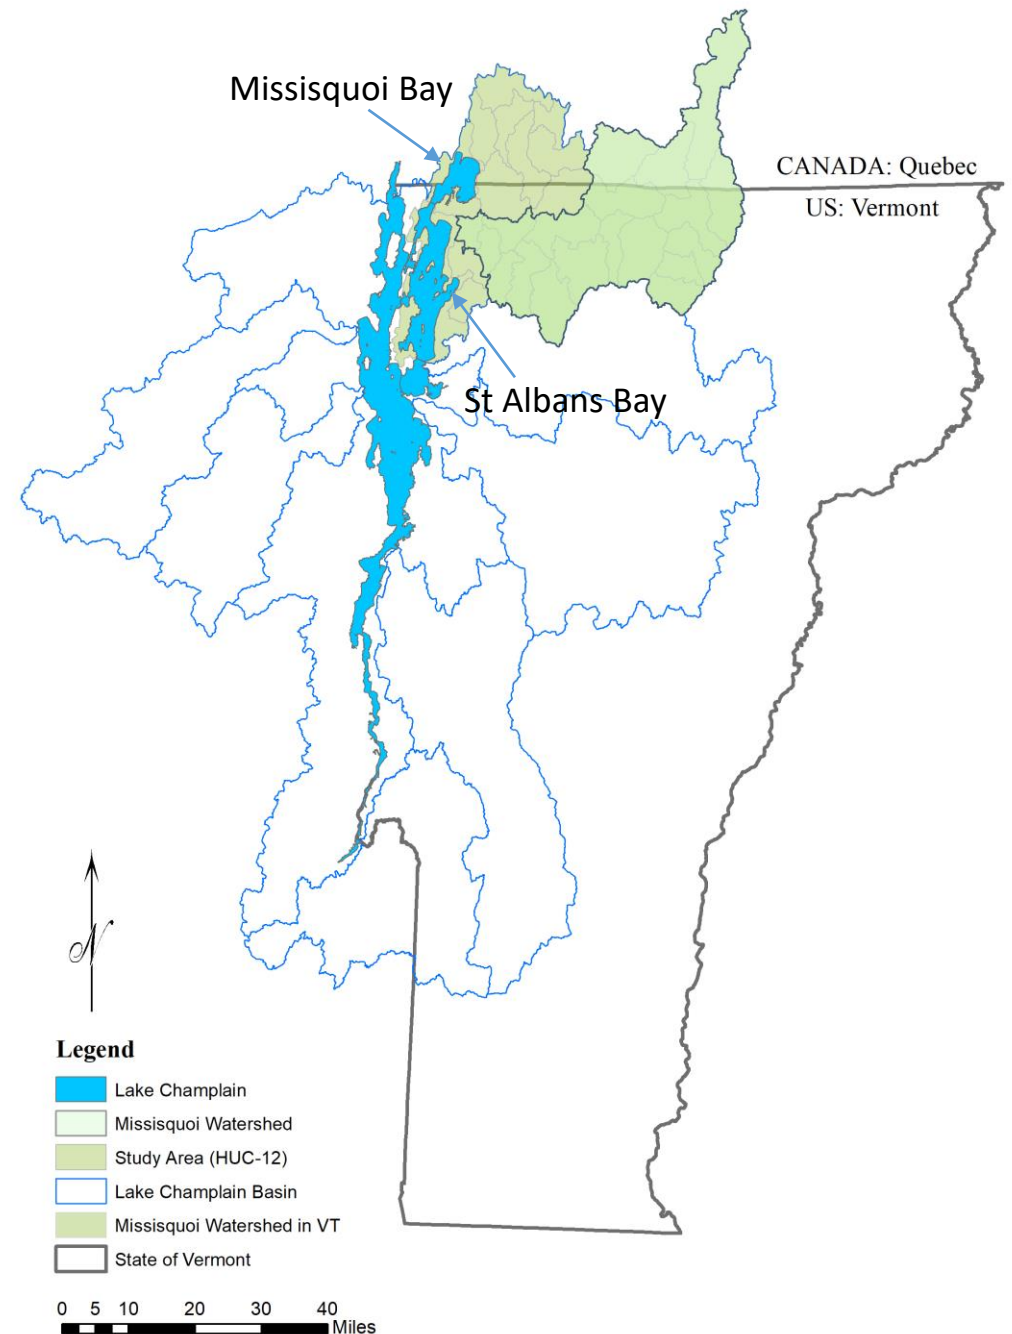 Missisquoi Bay
CANADA: Quebec
US: Vermont
St Albans Bay
N
Legend
Lake Champlain
Missisquoi Watershed
Study Area (HUC-12)
Lake Champlain Basin
Missisquoi Watershed in VT
State of Vermont
0 5 10 20 30 40
Miles